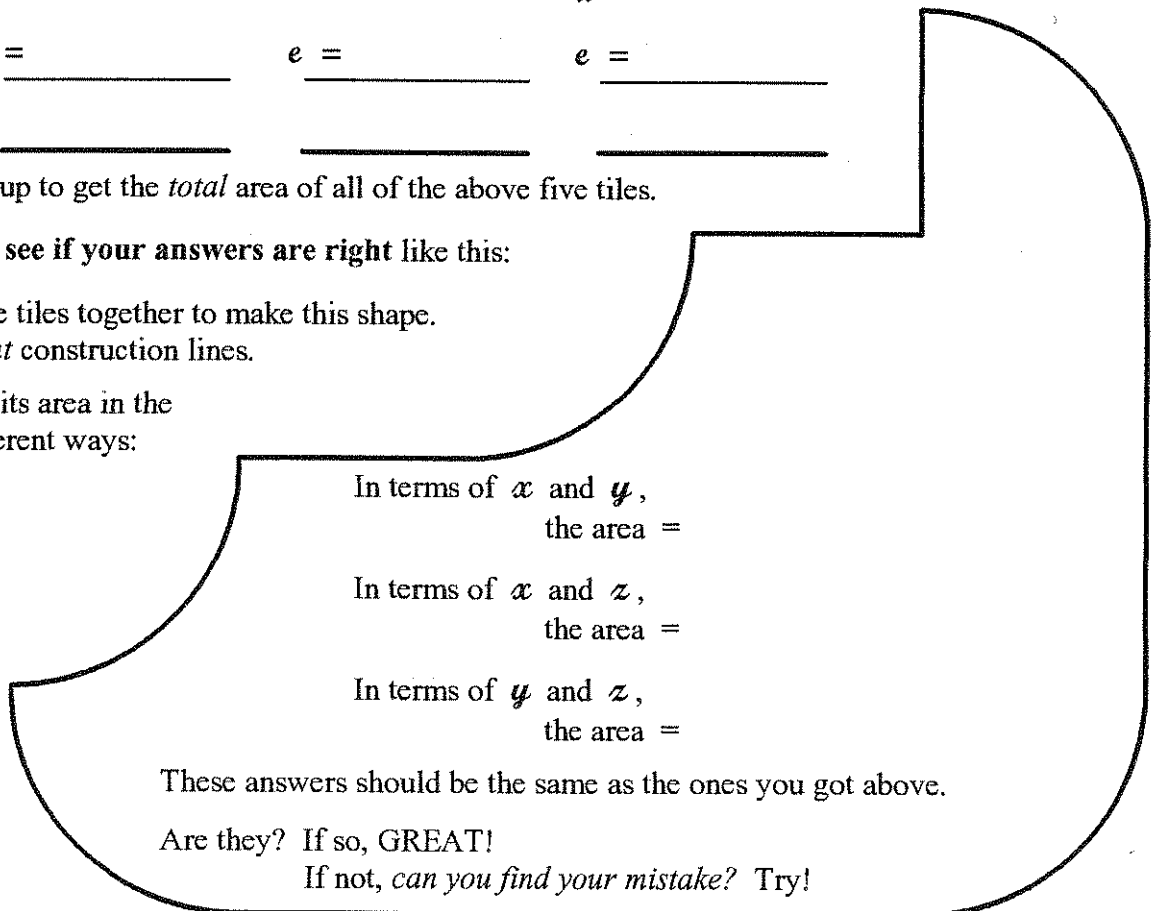 = e = e =
up to get the total area of all of the above five tiles.
see if your answers are right like this:
e tiles together to make this shape.
t construction lines.
its area in the
erent ways:
In terms of x and y,
the area =
In terms of x and z,
the area =
In terms of y and z,
the area =
These answers should be the same as the ones you got above.
Are they? If so, GREAT!
If not, can you find your mistake? Try!